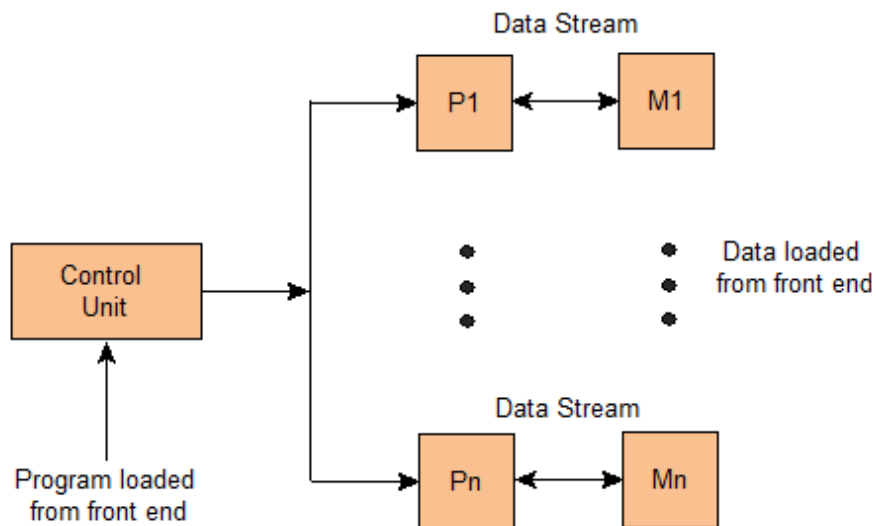 Data Stream
P1
M1
Control
Unit
Data loaded
from front end
Data Stream
Pn
Mn
Program loaded
from front end